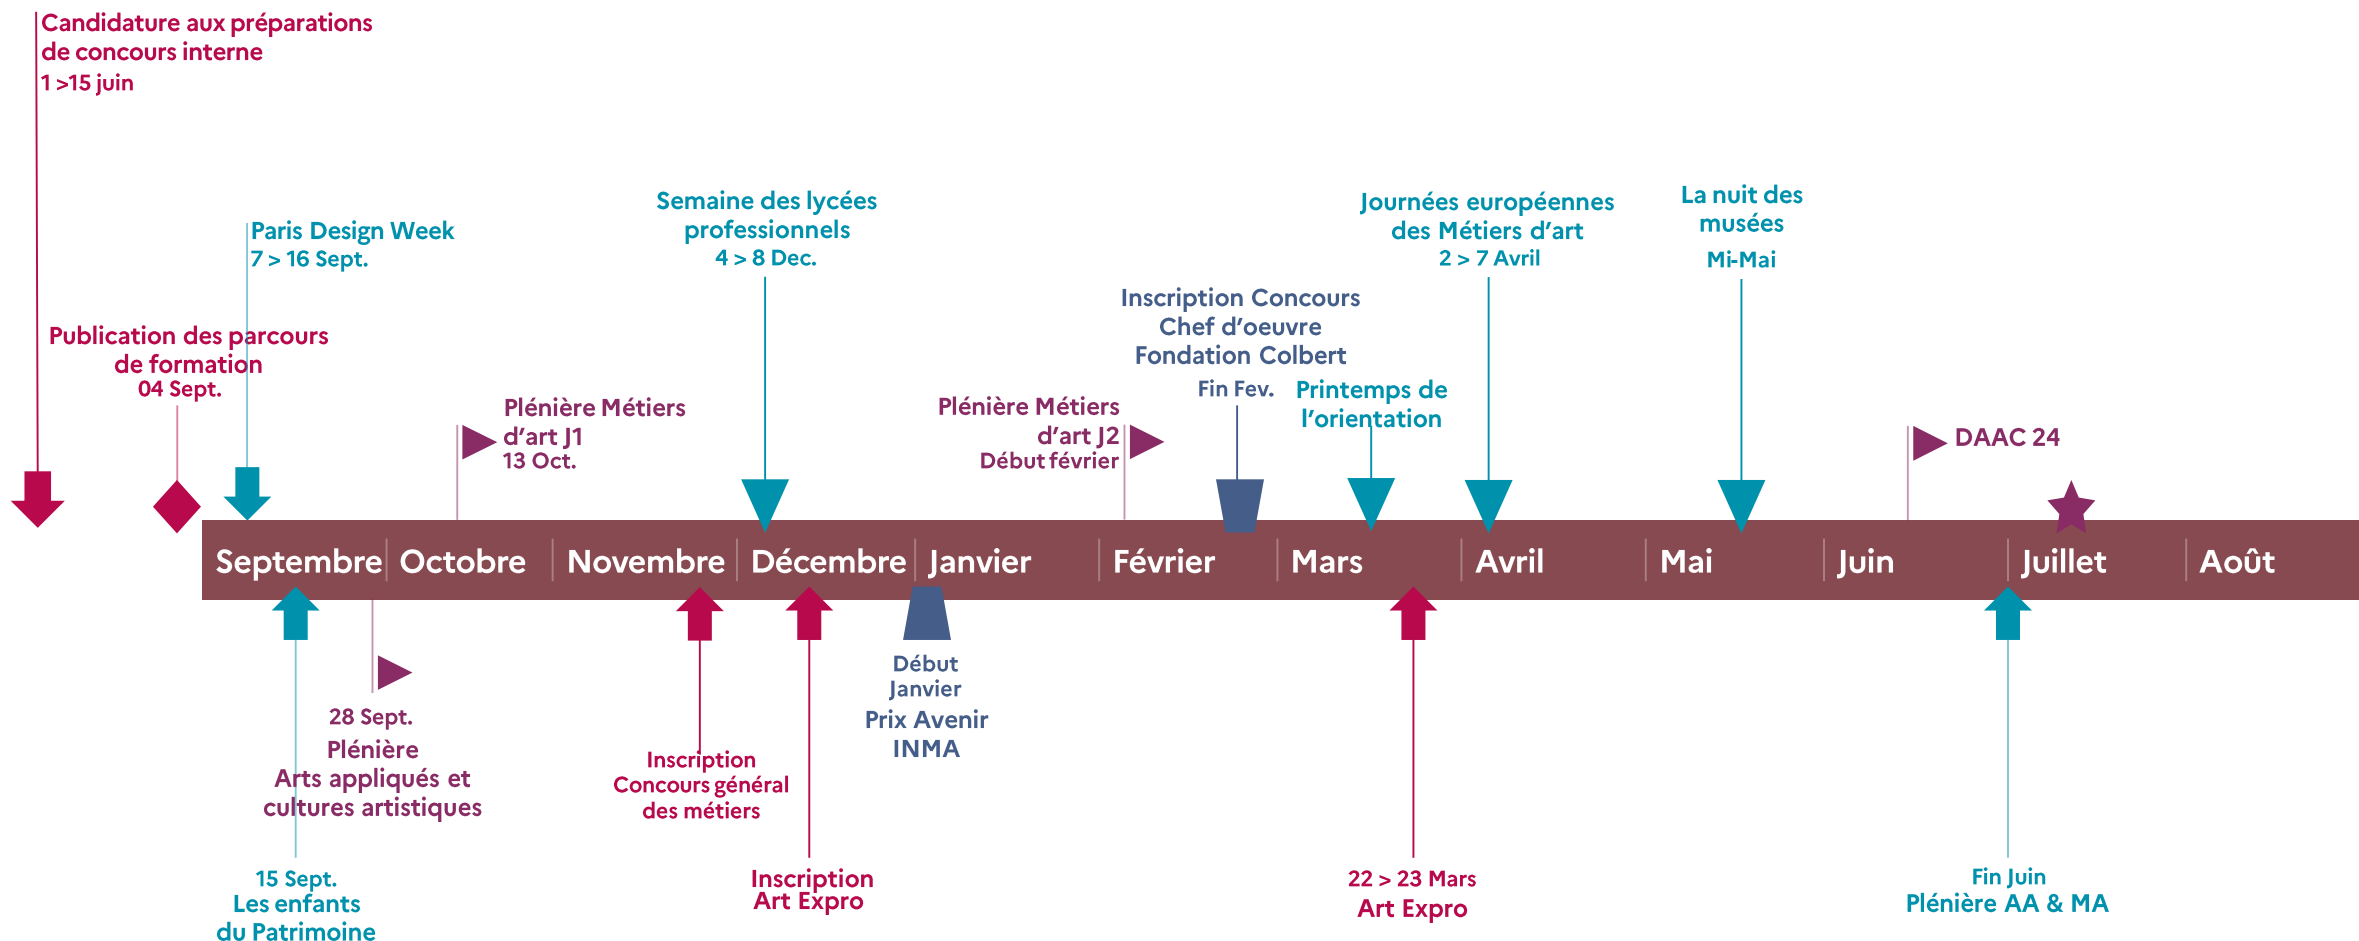 Candidature aux préparations
de concours interne
1 >15 juin
Paris Design Week
7 > 16 Sept.
Publication des parcours
de formation
04 Sept.
Plénière Métiers
d’art J1
13 Oct.
Semaine des lycées
professionnels
4 > 8 Dec.
Plénière Métiers
d’art J2
Début février
Inscription Concours
Chef d’oeuvre
Fondation Colbert
Fin Fev.
Printemps de
l’orientation
Journées européennes
des Métiers d’art
2 > 7 Avril
La nuit des
musées
Mi-Mai
DAAC 24
Septembre
Octobre
Novembre
Décembre
Janvier
Février
Mars
Avril
Mai
Juin
Juillet
Août
15 Sept.
Les enfants
du Patrimoine
28 Sept.
Plénière
Arts appliqués et
cultures artistiques
Inscription
Concours général
des métiers
Inscription
Art Expro
Début
Janvier
Prix Avenir
INMA
22 > 23 Mars
Art Expro
Fin Juin
Plénière AA & MA